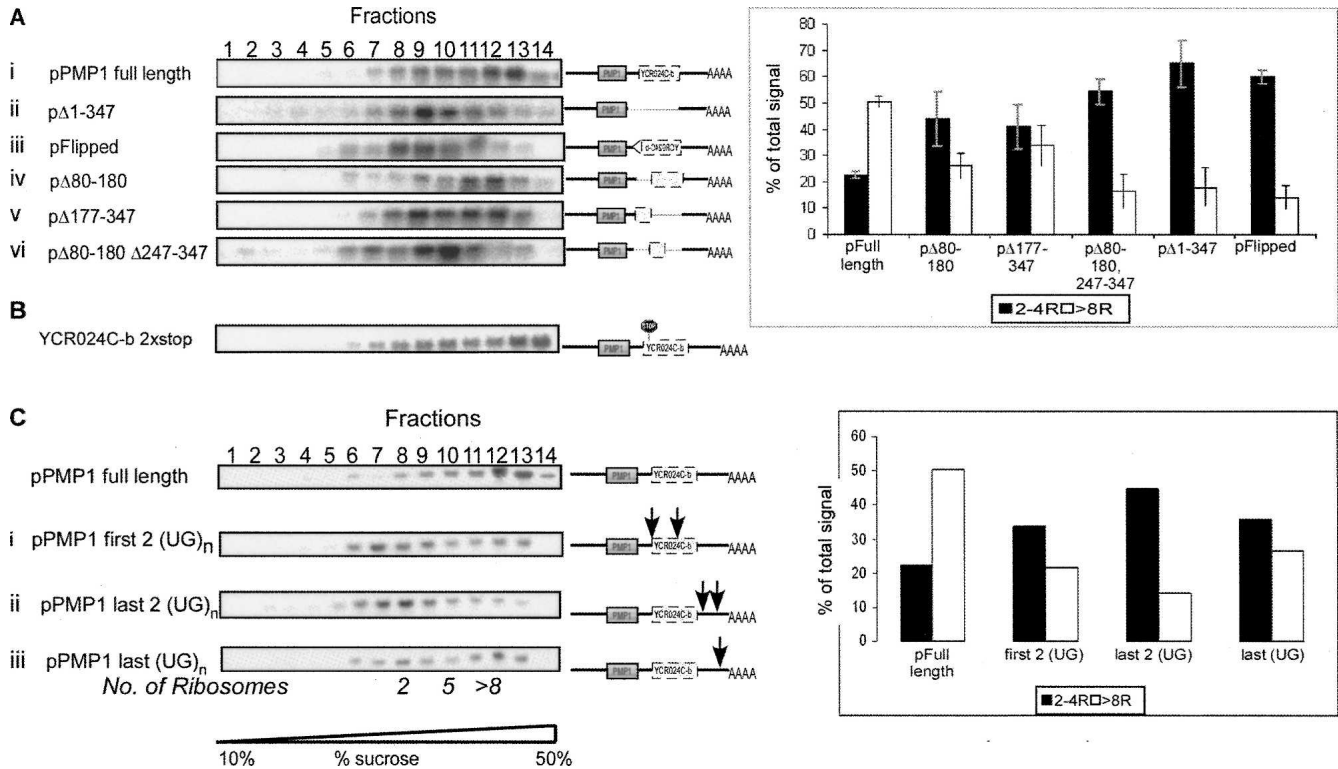 A
Fractions
1 2 3 4 5 6 7 8 9 10 11 12 13 14
i pPMP1 full length
PMP1 YCR024C-b AAAA
ii pΔ1-347
PMP1 AAAA
iii pFlipped
PMP1 YCR024C-b AAAA
iv pΔ80-180
PMP1 AAAA
v pΔ177-347
PMP1 AAAA
vi pΔ80-180 Δ247-347
PMP1 AAAA
% of total signal
80
70
60
50
40
30
20
10
0
pFull length
pΔ80-180
pΔ177-347
pΔ80-180, 247-347
pΔ1-347
pFlipped
2-4R >8R
B
YCR024C-b 2xstop
STOP
PMP1 YCR024C-b AAAA
C
Fractions
1 2 3 4 5 6 7 8 9 10 11 12 13 14
pPMP1 full length
PMP1 YCR024C-b AAAA
i pPMP1 first 2 (UG)n
PMP1 YCR024C-b AAAA
ii pPMP1 last 2 (UG)n
PMP1 YCR024C-b AAAA
iii pPMP1 last (UG)n
PMP1 YCR024C-b AAAA
No. of Ribosomes 2 5 >8
10% % sucrose 50%
% of total signal
60
50
40
30
20
10
0
pFull length
first 2 (UG)
last 2 (UG)
last (UG)
2-4R >8R